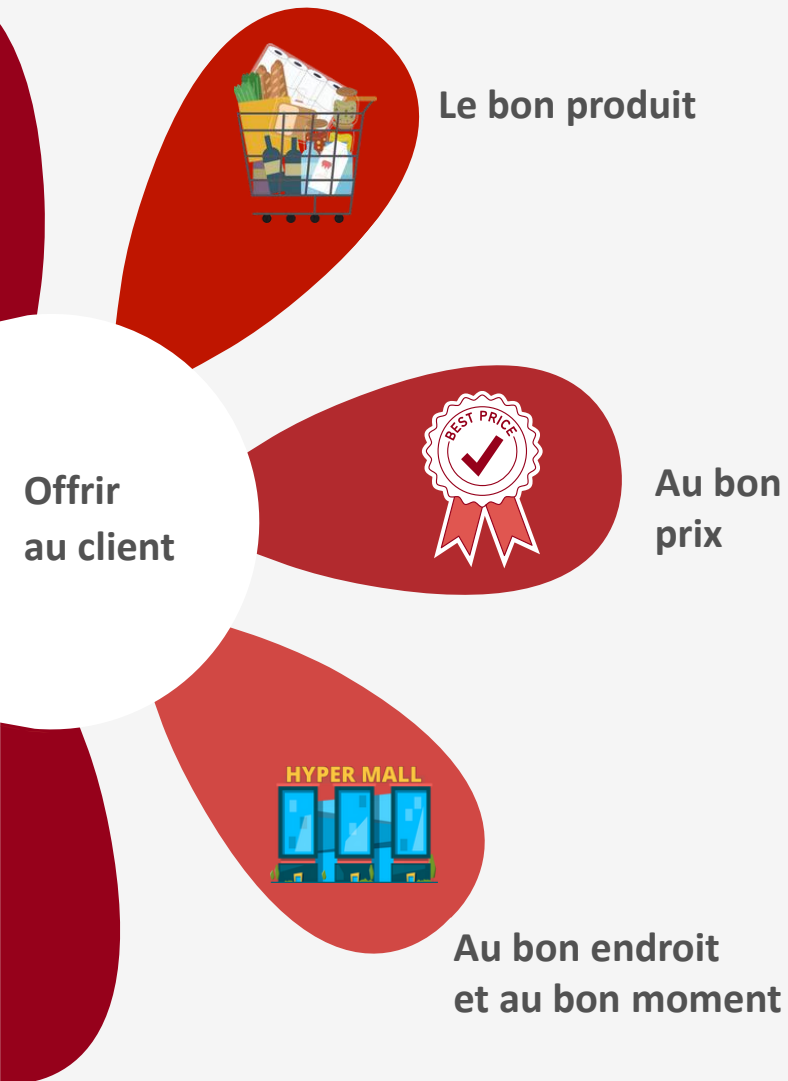 Le bon produit
BEST PRICE
Offrir
au client
Au bon
prix
HYPER MALL
Au bon endroit
et au bon moment